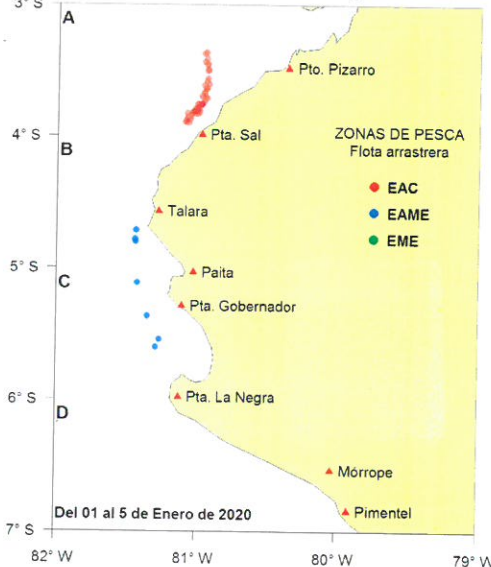 3° S
A
Pto. Pizarro
4° S
Pta. Sal
B
ZONAS DE PESCA
Flota arrastrera
EAC
Talara
EAME
EME
5° S
Paita
C
Pta. Gobernador
6° S
Pta. La Negra
D
Mórrope
Del 01 al 5 de Enero de 2020
Pimentel
7° S
82° W
81° W
80° W
79° W